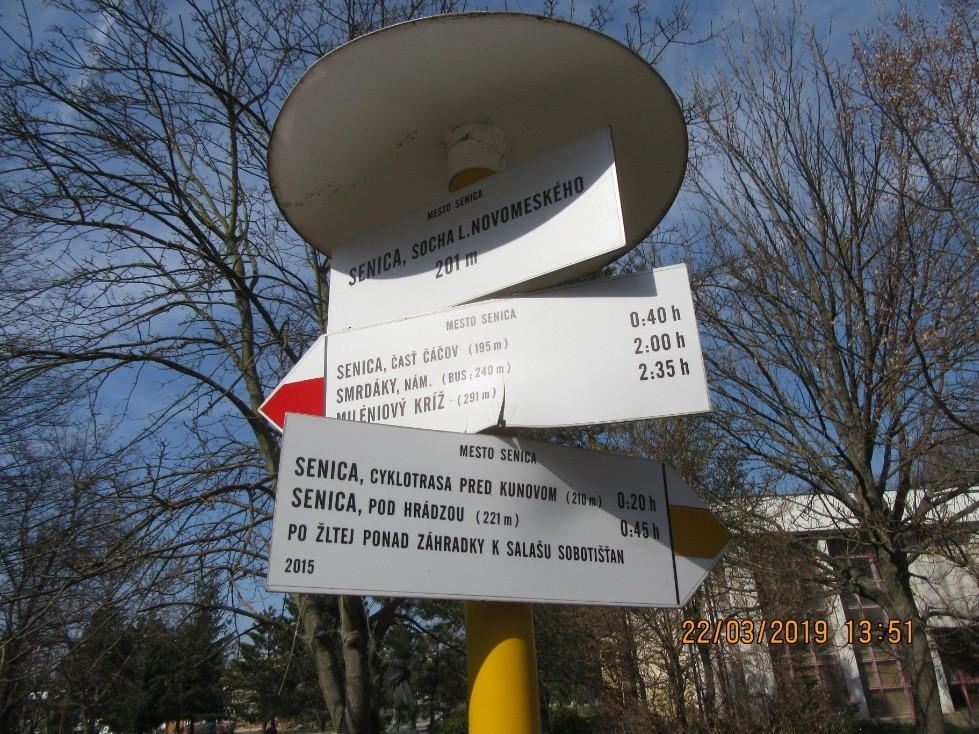 MESTO SENICA
SENICA, SOCHA L.NOVOMESKÉHO
201 m
MESTO SENICA
SENICA, ČASŤ ČÁČOV (195 m) 0:40 h
SMRDÁKY, NÁM. (BUS; 240 m) 2:00 h
MILÉNIOVÝ KRÍŽ (291 m) 2:35 h
MESTO SENICA
SENICA, CYKLOTRASA PRED KUNOVOM (210 m) 0:20 h
SENICA, POD HRÁDZOU (221 m) 0:45 h
PO ŽLTEJ PONAD ZÁHRADKY K SALAŠU SOBOTIŠŤAN
2015
22/03/2019 13:51